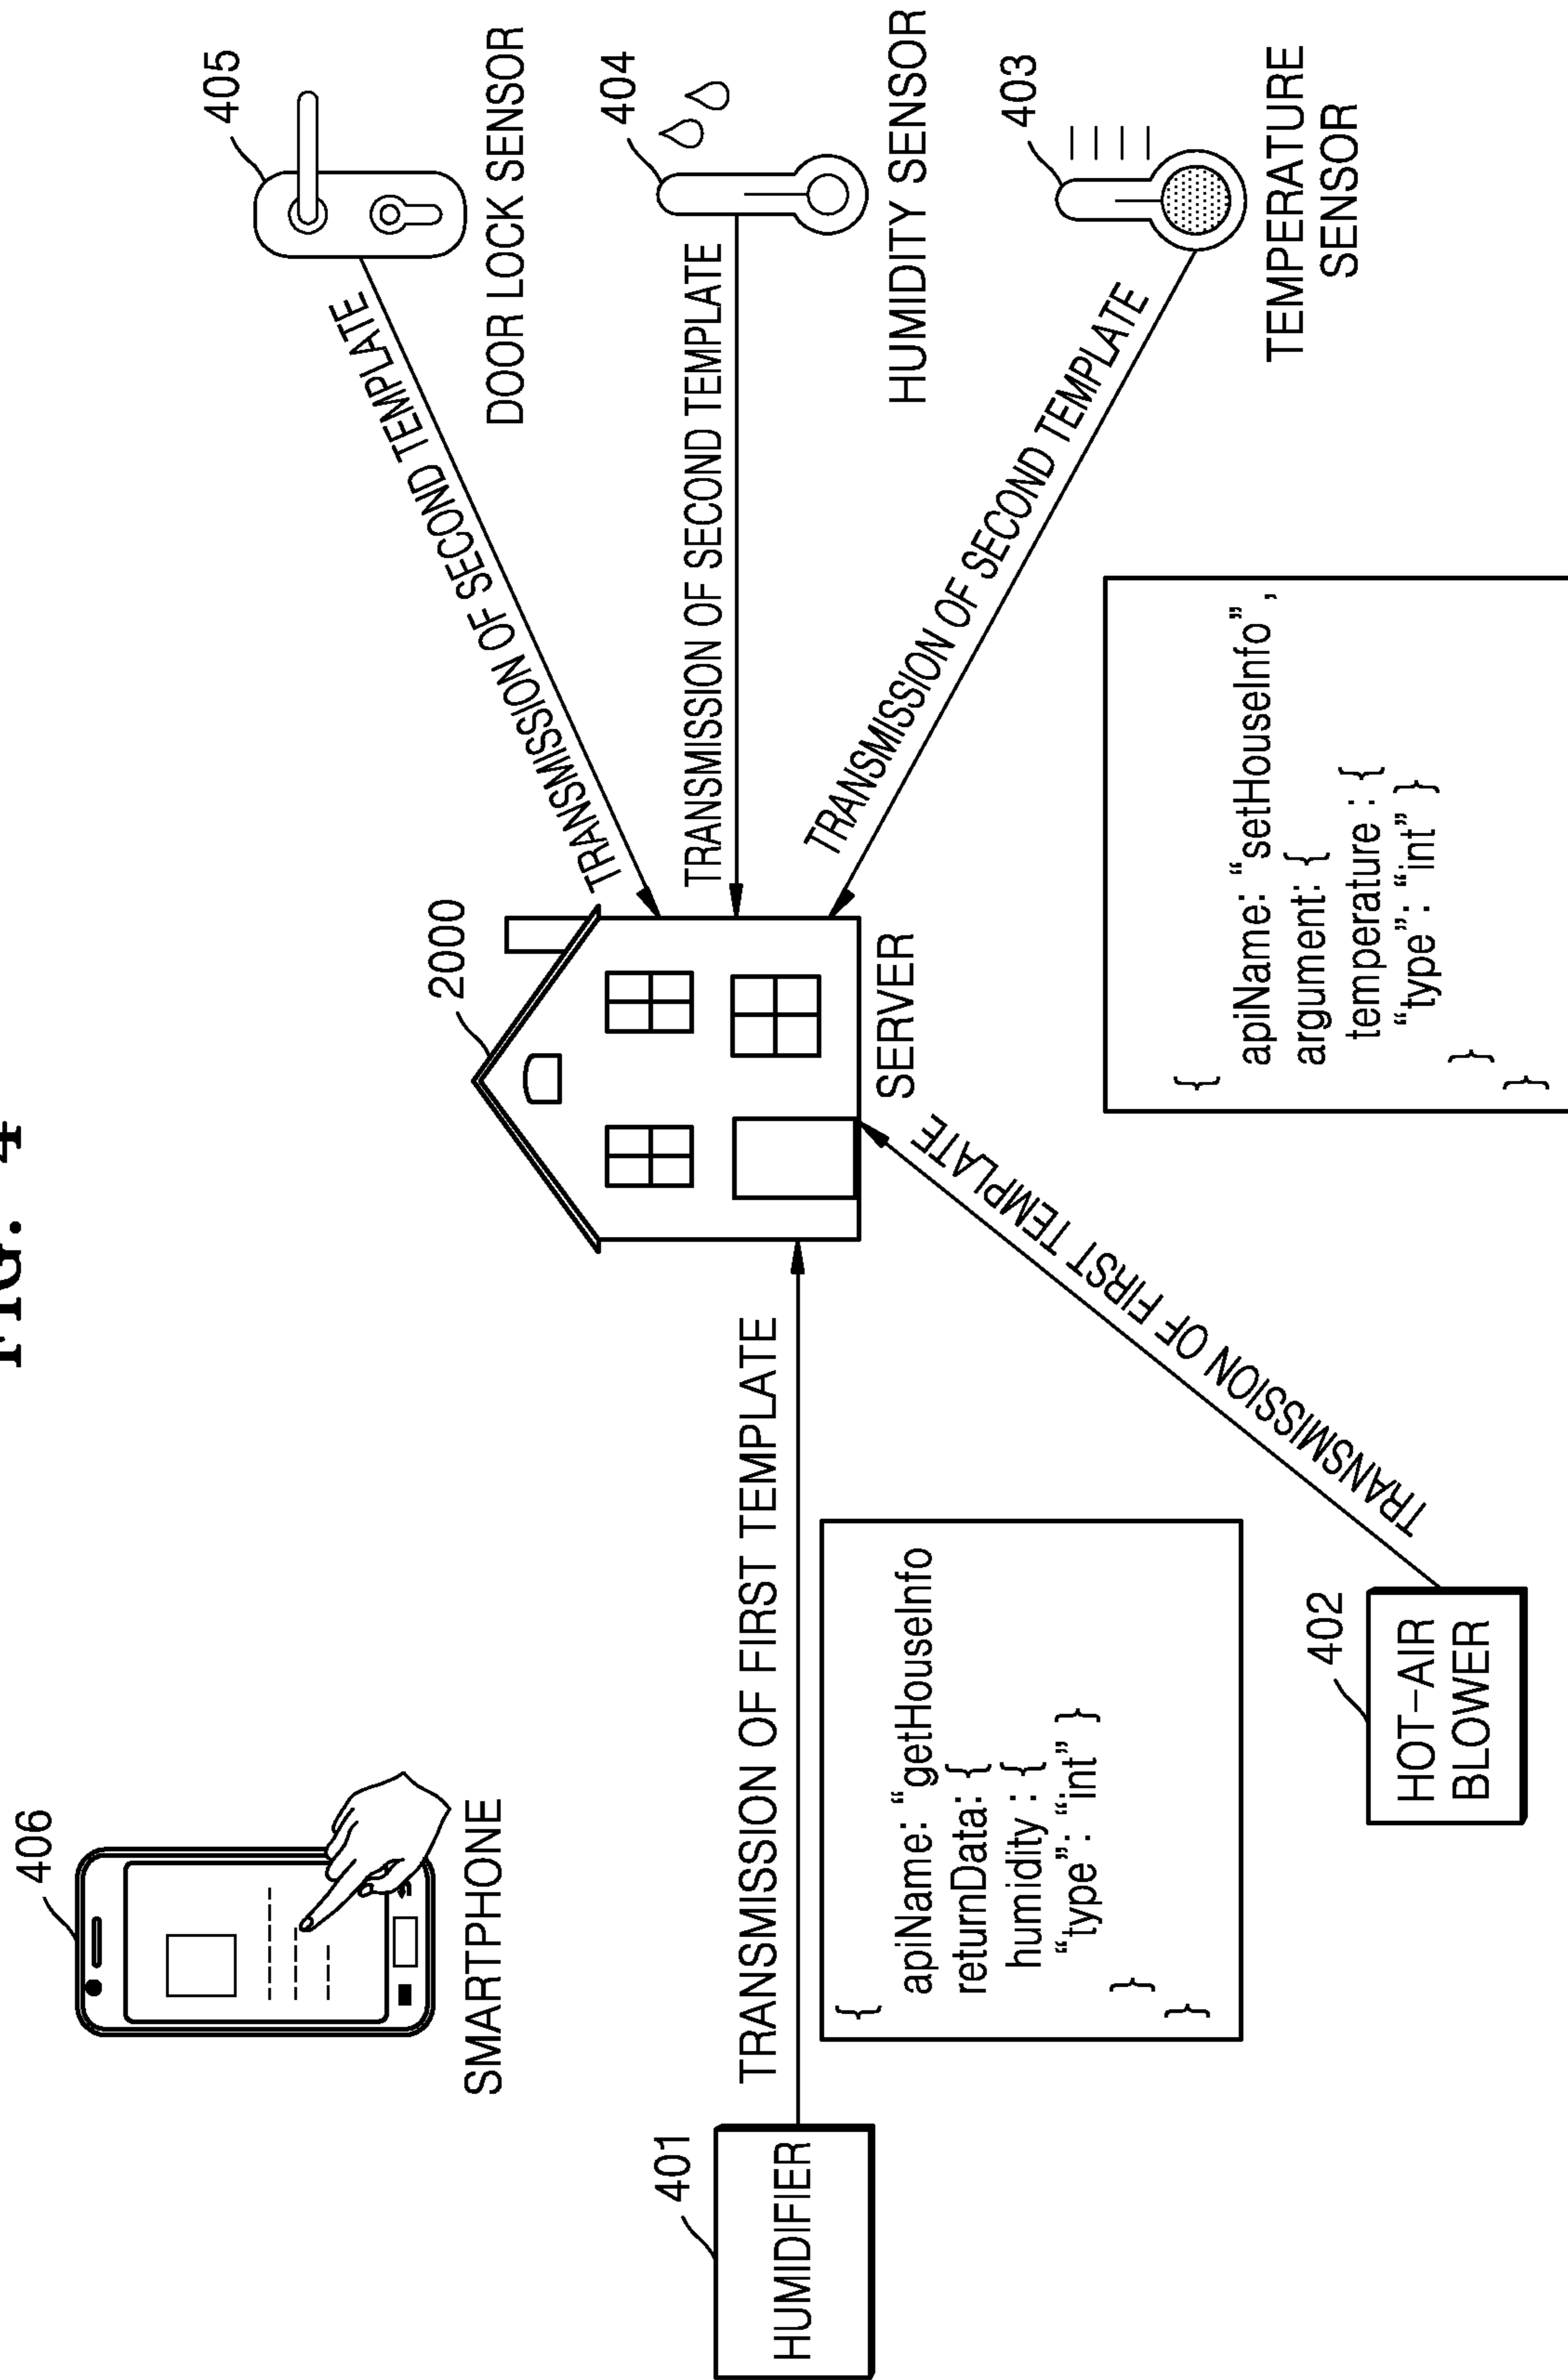 FIG. 4
406
SMARTPHONE
2000
SERVER
405
DOOR LOCK SENSOR
404
HUMIDITY SENSOR
403
TEMPERATURE
SENSOR
TRANSMISSION OF SECOND TEMPLATE
TRANSMISSION OF SECOND TEMPLATE
TRANSMISSION OF SECOND TEMPLATE
401
HUMIDIFIER
TRANSMISSION OF FIRST TEMPLATE
{
apiName: “getHouseInfo
returnData: {
humidity : {
“type” : “int” }
}
}
402
HOT-AIR
BLOWER
TRANSMISSION OF FIRST TEMPLATE
{
apiName: “setHouseInfo” ,
argument: {
temperature : {
“type” : “int” }
}
}